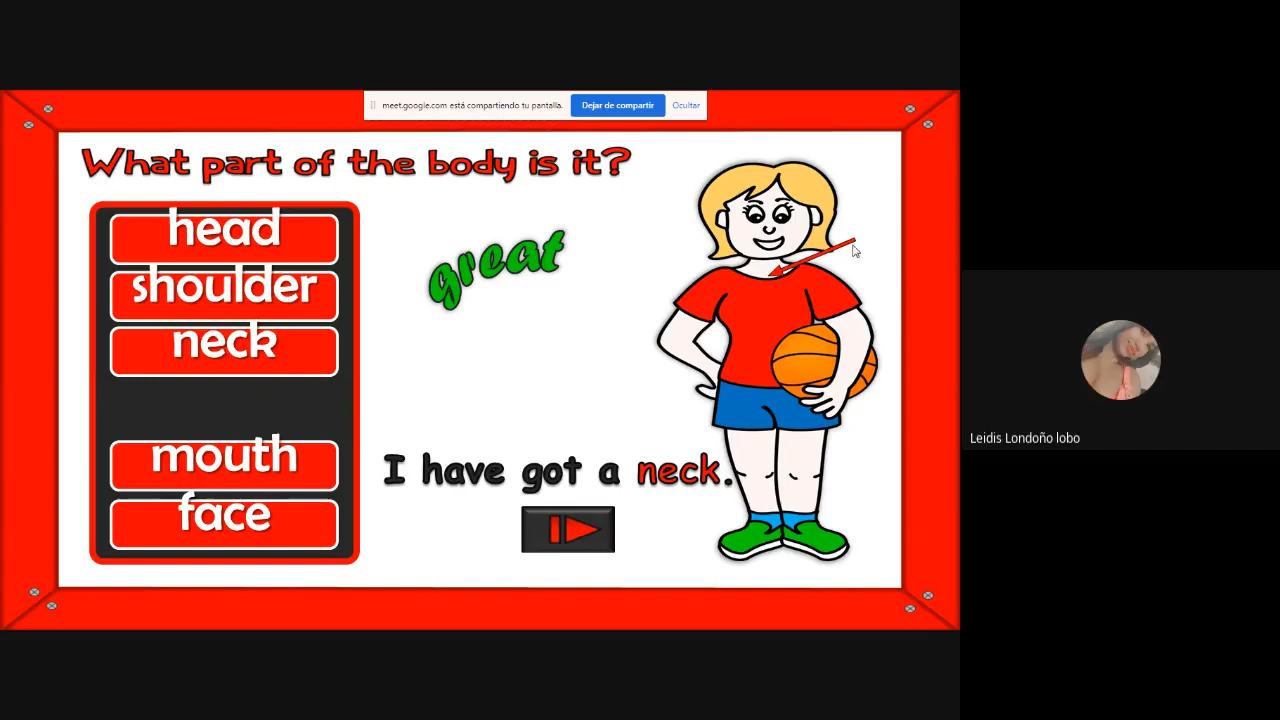 meet.google.com está compartiendo tu pantalla.
Dejar de compartir
Ocultar
What part of the body is it?
head
shoulder
neck
mouth
face
great
I have got a neck.
Leidis Londoño lobo